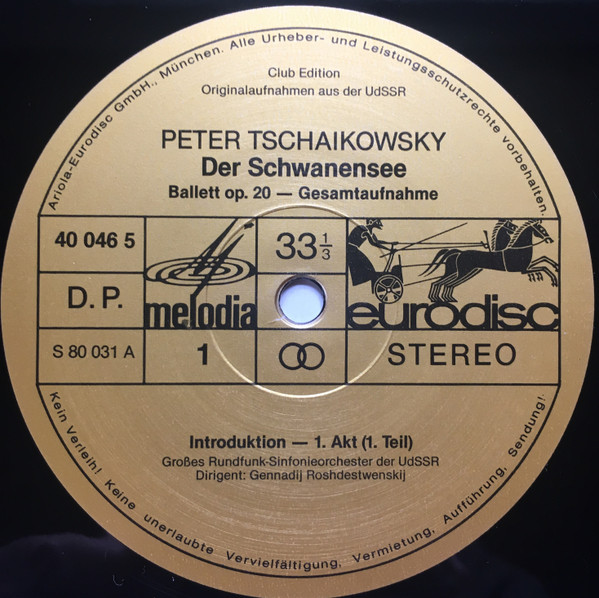 Ariola-Eurodisc GmbH., München. Alle Urheber- und Leistungsschutzrechte vorbehalten.
Club Edition
Originalaufnahmen aus der UdSSR
PETER TSCHAIKOWSKY
Der Schwanensee
Ballett op. 20 — Gesamtaufnahme
40 046 5
33 1/3
D. P.
melodia
eurodisc
S 80 031 A
1
STEREO
Introduktion — 1. Akt (1. Teil)
Großes Rundfunk-Sinfonieorchester der UdSSR
Dirigent: Gennadij Roshdestwenskij
Kein Verleih! Keine unerlaubte Vervielfältigung, Vermietung, Aufführung, Sendung!